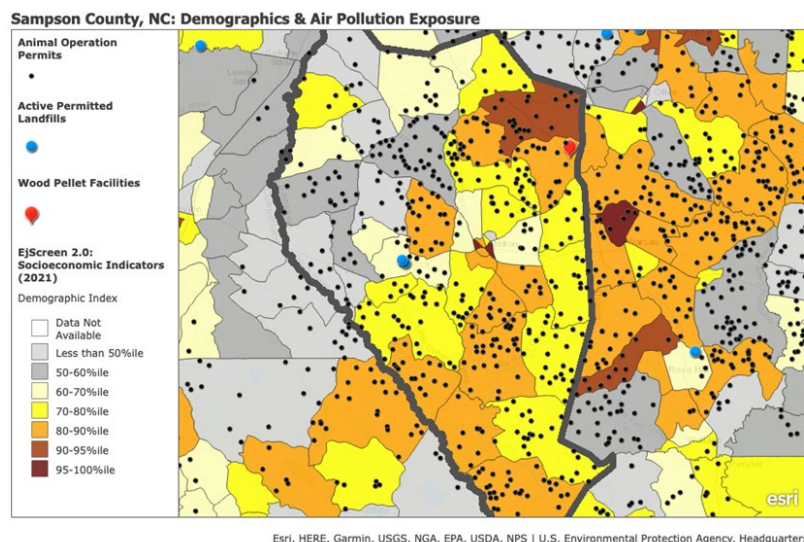 Sampson County, NC: Demographics & Air Pollution Exposure
Animal Operation
Permits
Active Permitted
Landfills
Wood Pellet Facilities
EjScreen 2.0:
Socioeconomic Indicators
(2021)
Demographic Index
Data Not
Available
Less than 50%ile
50-60%ile
60-70%ile
70-80%ile
80-90%ile
90-95%ile
95-100%ile
esri
Esri, HERE, Garmin, USGS, NGA, EPA, USDA, NPS | U.S. Environmental Protection Agency, Headquarters